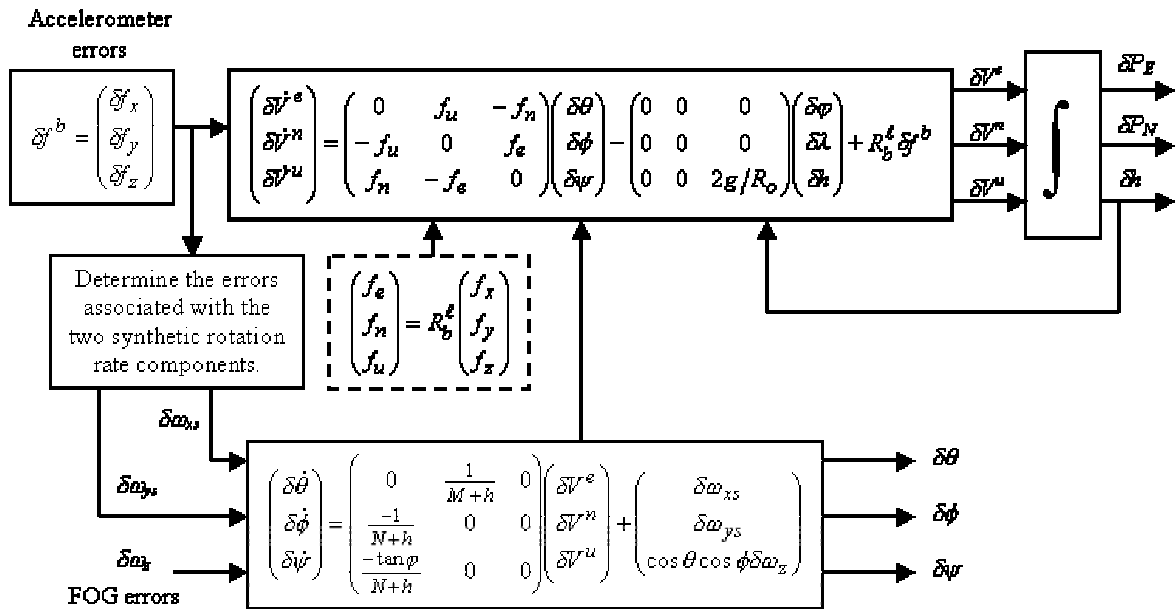 Accelerometer
errors
δf^b = (δf_x
δf_y
δf_z)
(δV̇^e
δV̇^n
δV̇^u) = (0 f_u −f_n
−f_u 0 f_e
f_n −f_e 0)(δθ
δϕ
δψ) − (0 0 0
0 0 0
0 0 2g/R_o)(δφ
δλ
δh) + R_b^ℓ δf^b
δV^e
δV^n
δV^u
∫
δP_E
δP_N
δh
Determine the errors
associated with the
two synthetic rotation
rate components.
(f_e
f_n
f_u) = R_b^ℓ (f_x
f_y
f_z)
δω_xs
δω_ys
δω_z
FOG errors
(δθ̇
δϕ̇
δψ̇) = (0 1/(M+h) 0
−1/(N+h) 0 0
−tan φ/(N+h) 0 0)(δV^e
δV^n
δV^u) + (δω_xs
δω_ys
cos θ cos ϕ δω_z)
δθ
δϕ
δψ